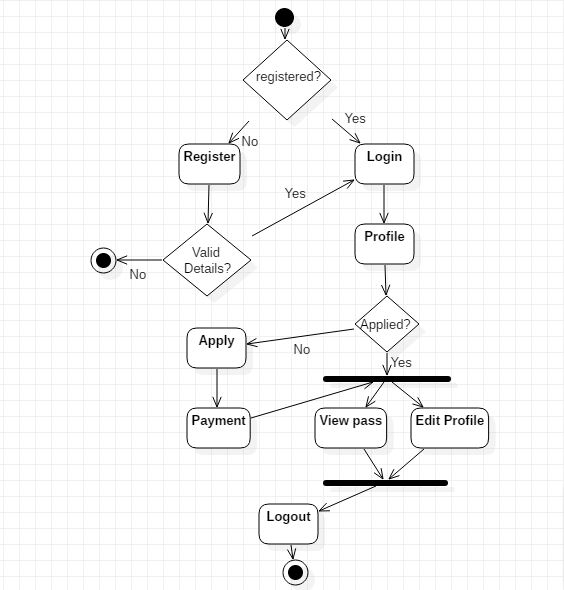 registered?
Yes
No
Register
Login
Yes
Profile
Valid
Details?
No
Applied?
Apply
No
Yes
Payment
View pass
Edit Profile
Logout